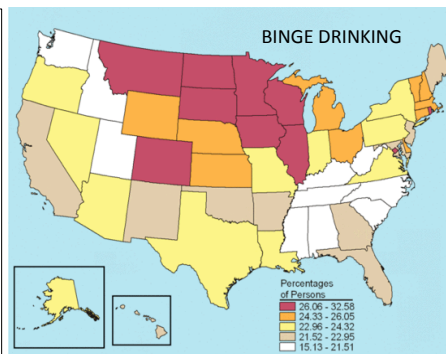 BINGE DRINKING
Percentages
of Persons
26.06 - 32.58
24.33 - 26.05
22.96 - 24.32
21.52 - 22.95
15.13 - 21.51